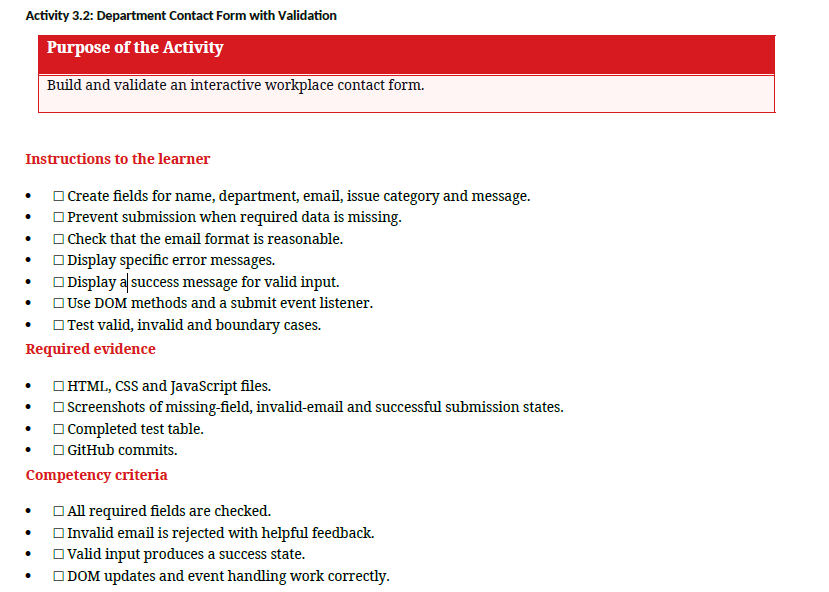 Activity 3.2: Department Contact Form with Validation
Purpose of the Activity
Build and validate an interactive workplace contact form.
Instructions to the learner
• ☐ Create fields for name, department, email, issue category and message.
• ☐ Prevent submission when required data is missing.
• ☐ Check that the email format is reasonable.
• ☐ Display specific error messages.
• ☐ Display a success message for valid input.
• ☐ Use DOM methods and a submit event listener.
• ☐ Test valid, invalid and boundary cases.
Required evidence
• ☐ HTML, CSS and JavaScript files.
• ☐ Screenshots of missing-field, invalid-email and successful submission states.
• ☐ Completed test table.
• ☐ GitHub commits.
Competency criteria
• ☐ All required fields are checked.
• ☐ Invalid email is rejected with helpful feedback.
• ☐ Valid input produces a success state.
• ☐ DOM updates and event handling work correctly.